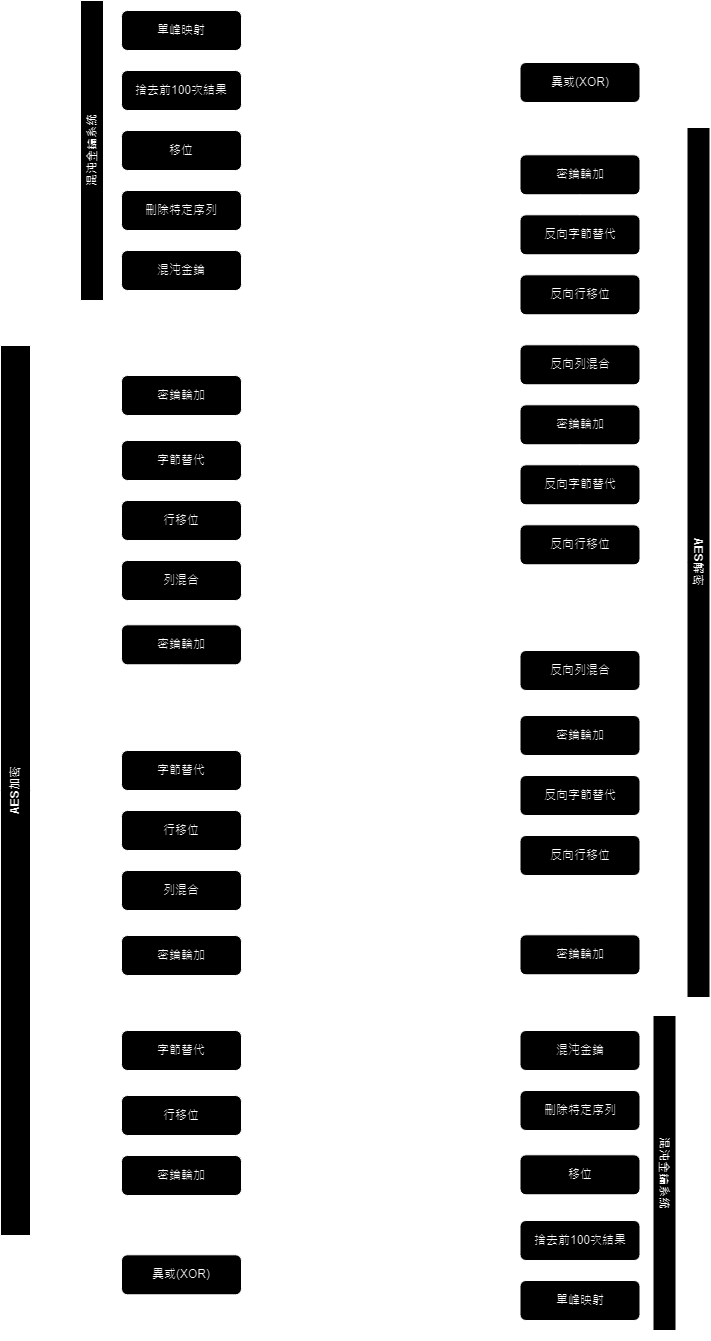 混沌金鑰系統
單峰映射
捨去前100次結果
移位
刪除特定序列
混沌金鑰
AES加密
密鑰輪加
字節替代
行移位
列混合
密鑰輪加
字節替代
行移位
列混合
密鑰輪加
字節替代
行移位
密鑰輪加
異或(XOR)
異或(XOR)
AES解密
密鑰輪加
反向字節替代
反向行移位
反向列混合
密鑰輪加
反向字節替代
反向行移位
反向列混合
密鑰輪加
反向字節替代
反向行移位
密鑰輪加
混沌金鑰系統
混沌金鑰
刪除特定序列
移位
捨去前100次結果
單峰映射